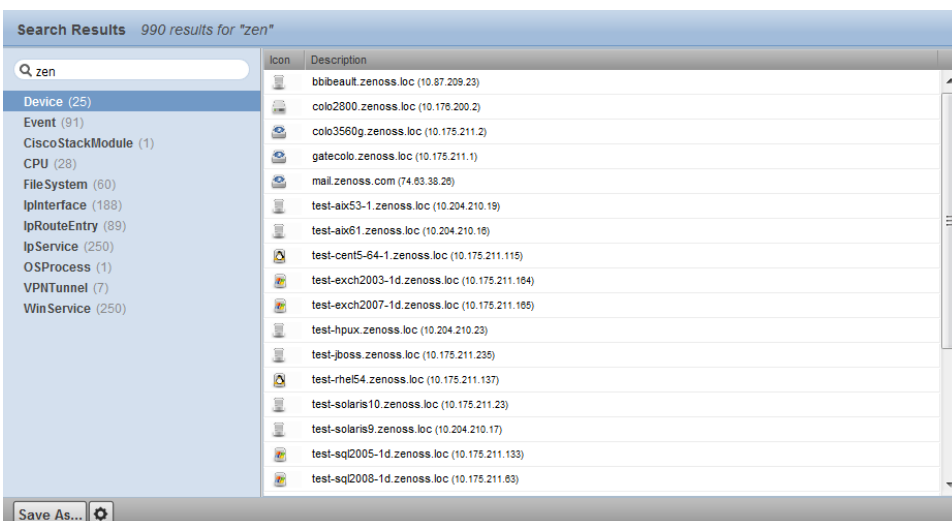 Search Results 990 results for "zen"
zen
Device (25)
Event (91)
CiscoStackModule (1)
CPU (28)
FileSystem (60)
IpInterface (188)
IpRouteEntry (89)
IpService (250)
OSProcess (1)
VPNTunnel (7)
WinService (250)
Icon Description
bbibeault.zenoss.loc (10.87.209.23)
colo2800.zenoss.loc (10.176.200.2)
colo3560g.zenoss.loc (10.175.211.2)
gatecolo.zenoss.loc (10.175.211.1)
mail.zenoss.com (74.63.38.26)
test-aix53-1.zenoss.loc (10.204.210.19)
test-aix61.zenoss.loc (10.204.210.16)
test-cent5-64-1.zenoss.loc (10.175.211.115)
test-exch2003-1d.zenoss.loc (10.175.211.164)
test-exch2007-1d.zenoss.loc (10.175.211.165)
test-hpux.zenoss.loc (10.204.210.23)
test-jboss.zenoss.loc (10.175.211.235)
test-rhel54.zenoss.loc (10.175.211.137)
test-solaris10.zenoss.loc (10.175.211.23)
test-solaris9.zenoss.loc (10.204.210.17)
test-sql2005-1d.zenoss.loc (10.175.211.133)
test-sql2008-1d.zenoss.loc (10.175.211.63)
Save As...